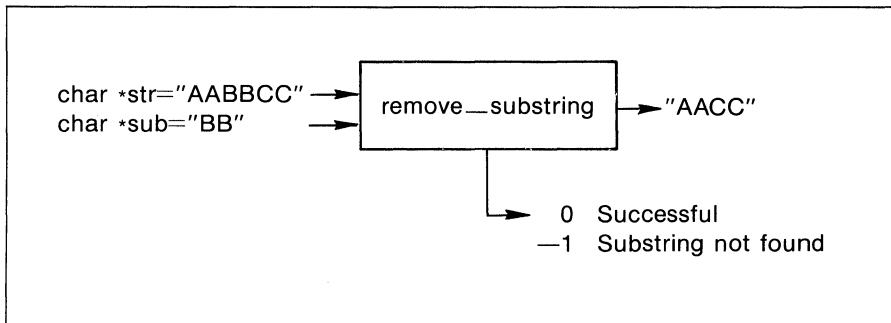 char *str="AABBCC"
char *sub="BB"
remove_substring
"AACC"
0 Successful
—1 Substring not found